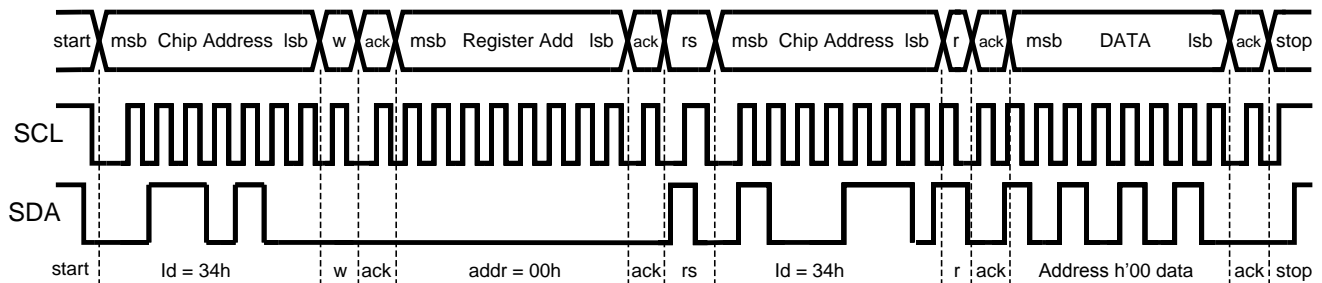 start msb Chip Address lsb w ack msb Register Add lsb ack rs msb Chip Address lsb r ack msb DATA lsb ack stop
SCL
SDA
start Id = 34h w ack addr = 00h ack rs Id = 34h r ack Address h'00 data ack stop